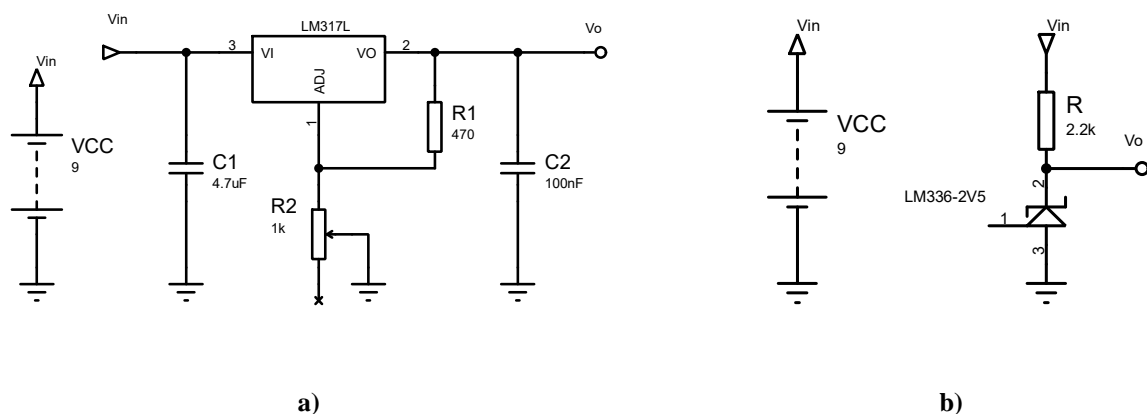 Vin
LM317L
Vo
3
VI
VO
2
ADJ
1
Vin
VCC
9
C1
4.7uF
R1
470
C2
100nF
R2
1k
a)
Vin
VCC
9
Vin
R
2.2k
Vo
2
LM336-2V5
1
3
b)